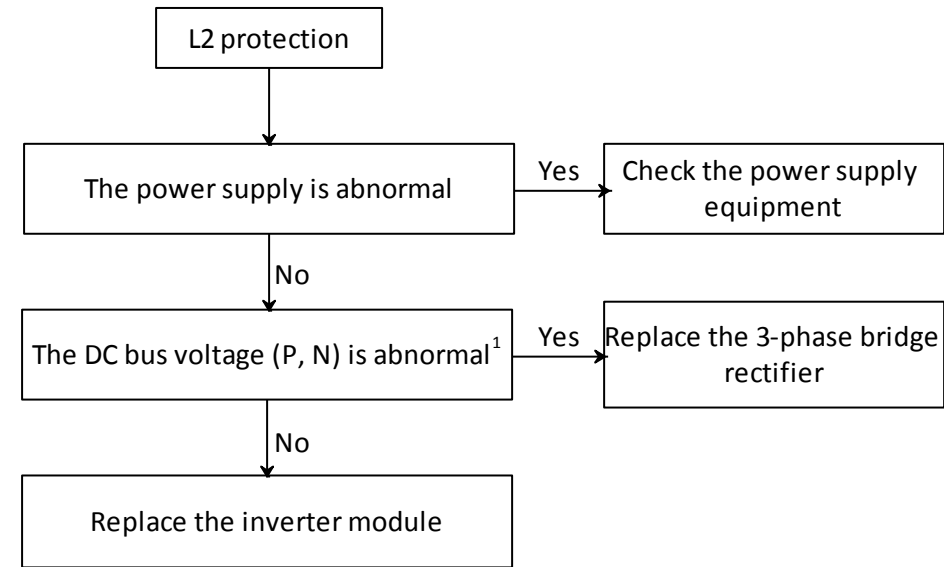 L2 protection
The power supply is abnormal
Yes
Check the power supply
equipment
No
The DC bus voltage (P, N) is abnormal¹
Yes
Replace the 3-phase bridge
rectifier
No
Replace the inverter module